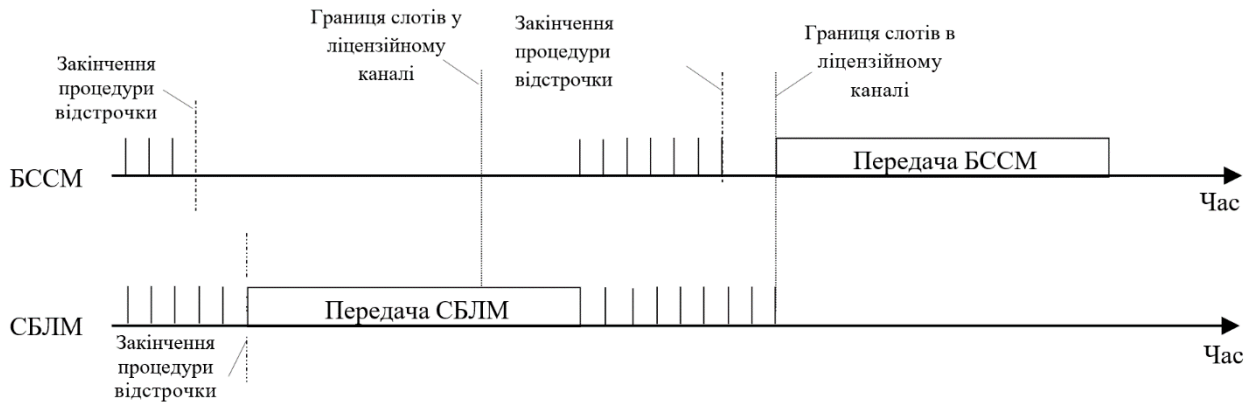 Закінчення
процедури
відстрочки
Границя слотів у
ліцензійному
каналі
Закінчення
процедури
відстрочки
Границя слотів в
ліцензійному
каналі
БССМ
Передача БССМ
Час
СБЛМ
Передача СБЛМ
Час
Закінчення
процедури
відстрочки